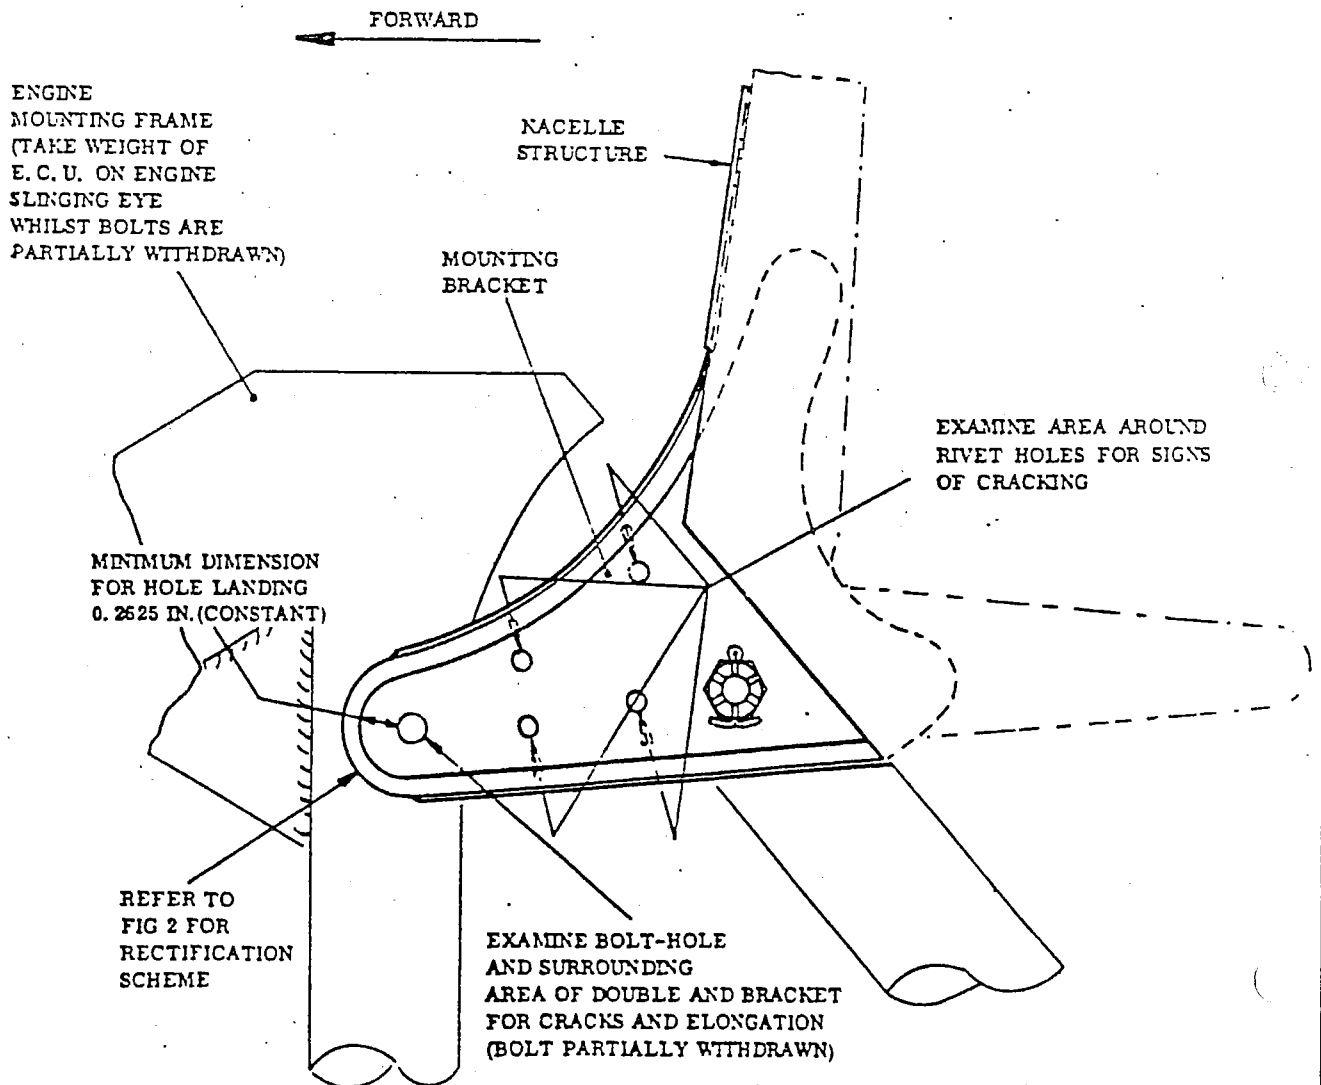 FORWARD
ENGINE
MOUNTING FRAME
(TAKE WEIGHT OF
E.C.U. ON ENGINE
SLINGING EYE
WHILST BOLTS ARE
PARTIALLY WITHDRAWN)
NACELLE
STRUCTURE
MOUNTING
BRACKET
EXAMINE AREA AROUND
RIVET HOLES FOR SIGNS
OF CRACKING
MINIMUM DIMENSION
FOR HOLE LANDING
0.2625 IN.(CONSTANT)
REFER TO
FIG 2 FOR
RECTIFICATION
SCHEME
EXAMINE BOLT-HOLE
AND SURROUNDING
AREA OF DOUBLE AND BRACKET
FOR CRACKS AND ELONGATION
(BOLT PARTIALLY WITHDRAWN)